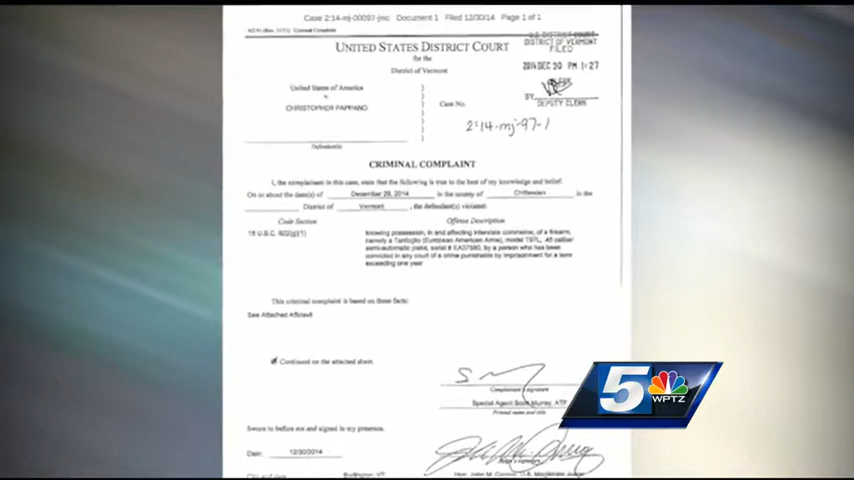 Case 2:14-mj-00097-jmc Document 1 Filed 12/30/14 Page 1 of 1
AO 91 (Rev. 11/11) Criminal Complaint
UNITED STATES DISTRICT COURT
for the
District of Vermont
U.S. DISTRICT COURT
DISTRICT OF VERMONT
FILED
2014 DEC 30 PM 1:27
BY
DEPUTY CLERK
United States of America
v.
CHRISTOPHER PAPPANO
Defendant(s)
)
)
)
)
)
)
Case No.
2:14-mj-97-1
CRIMINAL COMPLAINT
I, the complainant in this case, state that the following is true to the best of my knowledge and belief.
On or about the date(s) of December 29, 2014 in the county of Chittenden in the
District of Vermont , the defendant(s) violated:
Code Section Offense Description
18 U.S.C. 922(g)(1) knowing possession, in and affecting interstate commerce, of a firearm,
namely a Tanfoglio (European American Arms), model T97L, .45 caliber
semi-automatic pistol, serial # EA37580, by a person who has been
convicted in any court of a crime punishable by imprisonment for a term
exceeding one year
This criminal complaint is based on these facts:
See Attached Affidavit
Continued on the attached sheet.
Complainant's signature
Special Agent Scott Murray, ATF
Printed name and title
Sworn to before me and signed in my presence.
Date: 12/30/2014
Judge's signature
City and state: Burlington, VT Hon. John M. Conroy, U.S. Magistrate Judge
5
WPTZ